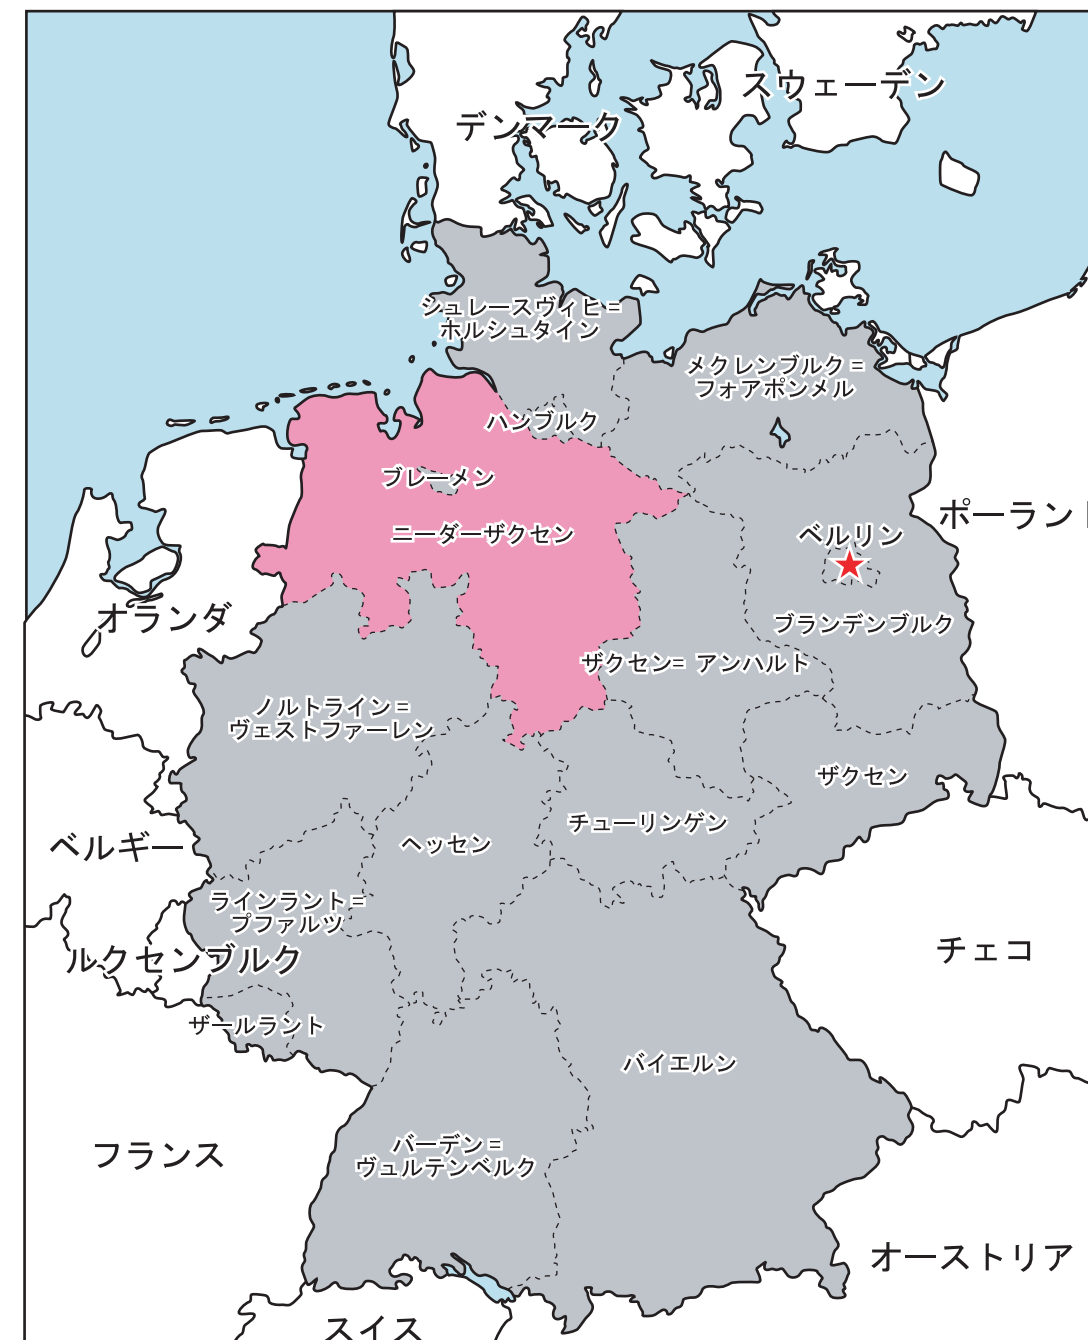 スウェーデン
デンマーク
シュレースヴィヒ=
ホルシュタイン
メクレンブルク=
フォアポンメル
ハンブルク
ブレーメン
ニーダーザクセン
ポーランド
ベルリン
オランダ
ブランデンブルク
ザクセン= アンハルト
ノルトライン=
ヴェストファーレン
ザクセン
ベルギー
チューリンゲン
ヘッセン
ラインラント=
プファルツ
ルクセンブルク
チェコ
ザールラント
バイエルン
フランス
バーデン=
ヴュルテンベルク
オーストリア
スイス